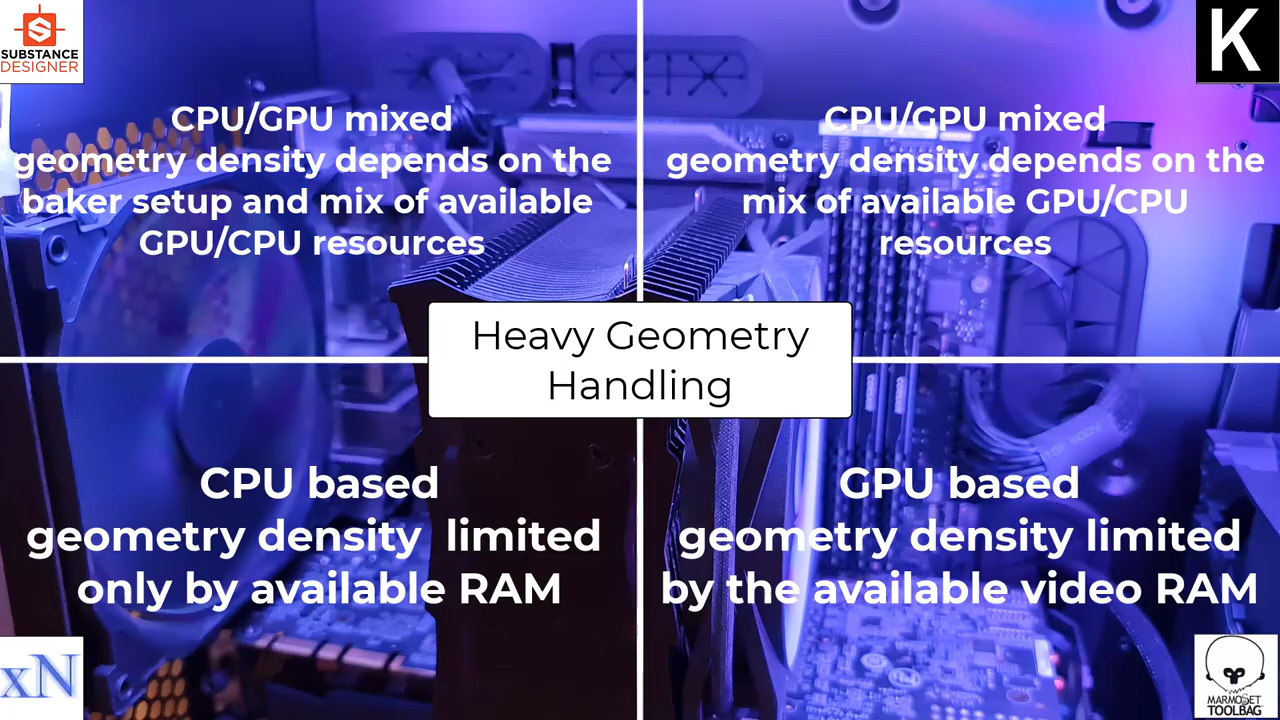 SUBSTANCE
DESIGNER
CPU/GPU mixed
geometry density depends on the
baker setup and mix of available
GPU/CPU resources
K
CPU/GPU mixed
geometry density depends on the
mix of available GPU/CPU
resources
Heavy Geometry
Handling
CPU based
geometry density limited
only by available RAM
xN
GPU based
geometry density limited
by the available video RAM
MARMOSET
TOOLBAG